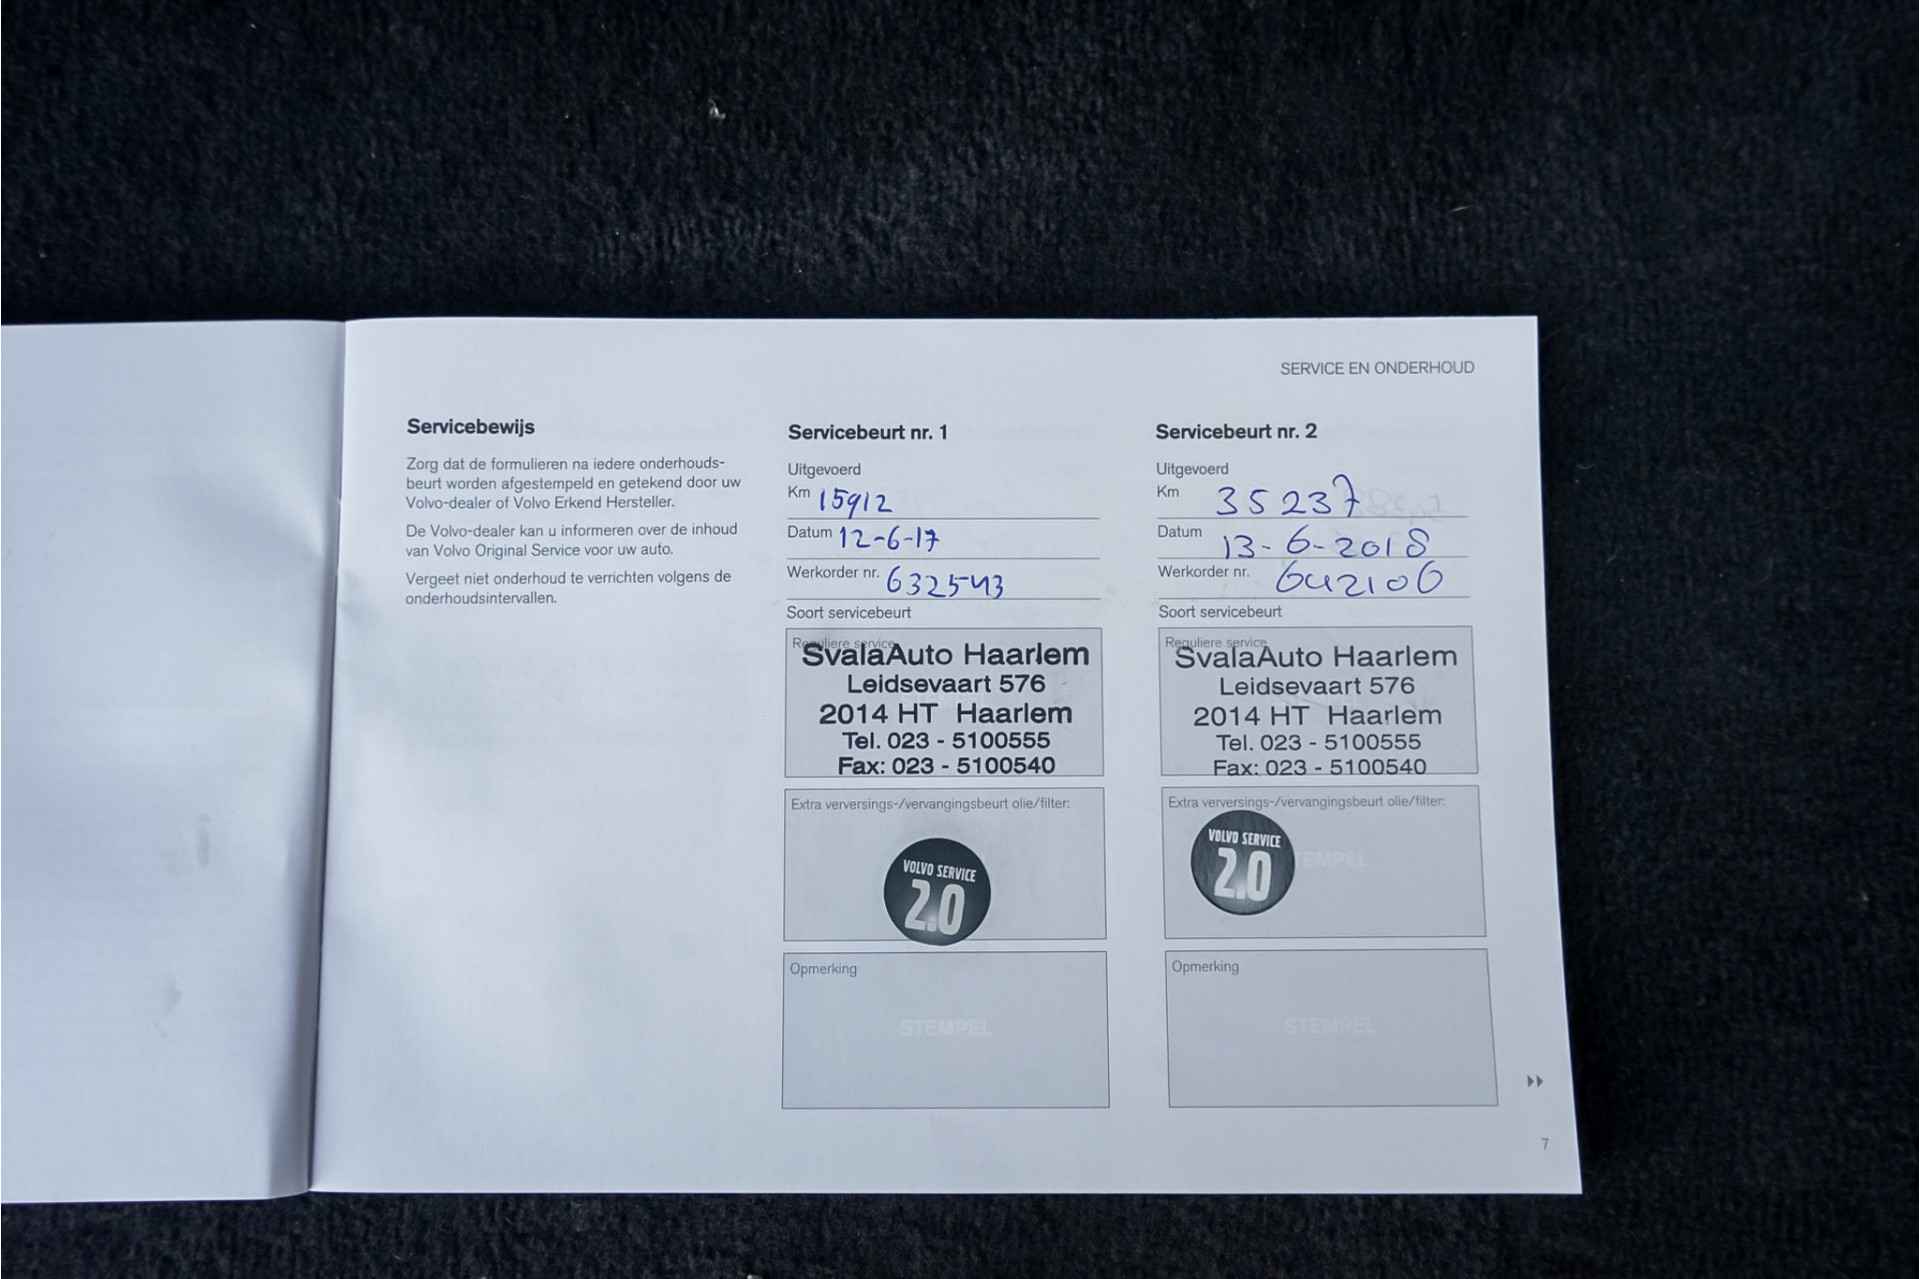 SERVICE EN ONDERHOUD
Servicebewijs
Zorg dat de formulieren na iedere onderhouds-
beurt worden afgestempeld en getekend door uw
Volvo-dealer of Volvo Erkend Hersteller.
De Volvo-dealer kan u informeren over de inhoud
van Volvo Original Service voor uw auto.
Vergeet niet onderhoud te verrichten volgens de
onderhoudsintervallen.
Servicebeurt nr. 1
Uitgevoerd
Km 15912
Datum 12-6-17
Werkorder nr. 632543
Soort servicebeurt
Reguliere service
SvalaAuto Haarlem
Leidsevaart 576
2014 HT Haarlem
Tel. 023 - 5100555
Fax: 023 - 5100540
Extra verversings-/vervangingsbeurt olie/filter:
VOLVO SERVICE
2.0
Opmerking
STEMPEL
Servicebeurt nr. 2
Uitgevoerd
Km 35237
Datum 13-6-2018
Werkorder nr. 642106
Soort servicebeurt
Reguliere service
SvalaAuto Haarlem
Leidsevaart 576
2014 HT Haarlem
Tel. 023 - 5100555
Fax: 023 - 5100540
Extra verversings-/vervangingsbeurt olie/filter:
VOLVO SERVICE
2.0
TEMPEL
Opmerking
STEMPEL
7